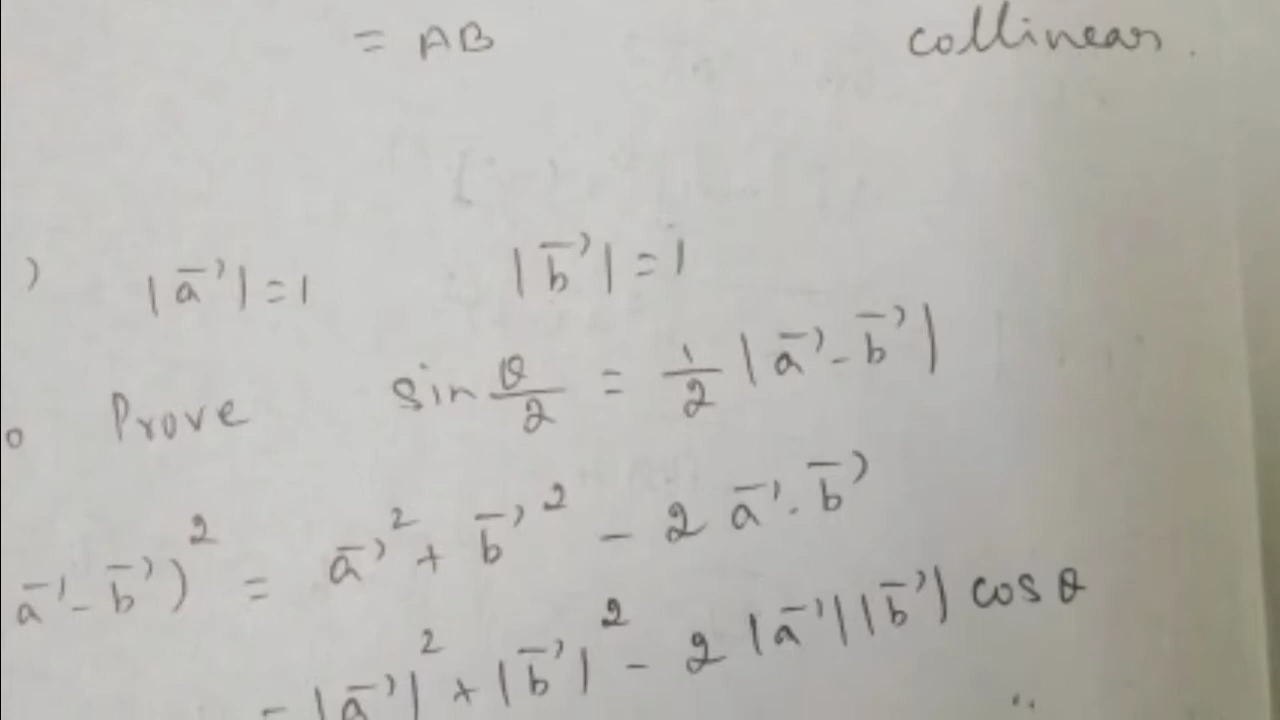 = AB collinear.
) |a⃗| = 1 |b⃗| = 1
o Prove sin θ/2 = 1/2 |a⃗ - b⃗|
a⃗ - b⃗)² = a⃗² + b⃗² - 2 a⃗ . b⃗
= |a⃗|² + |b⃗|² - 2 |a⃗| |b⃗| cos θ